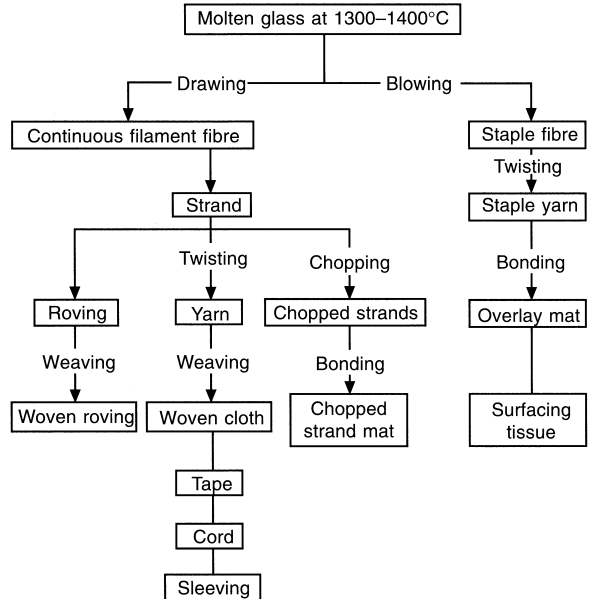 Molten glass at 1300–1400°C
Drawing
Blowing
Continuous filament fibre
Staple fibre
Twisting
Strand
Staple yarn
Twisting
Chopping
Bonding
Roving
Yarn
Chopped strands
Overlay mat
Weaving
Weaving
Bonding
Woven roving
Woven cloth
Chopped
strand mat
Surfacing
tissue
Tape
Cord
Sleeving